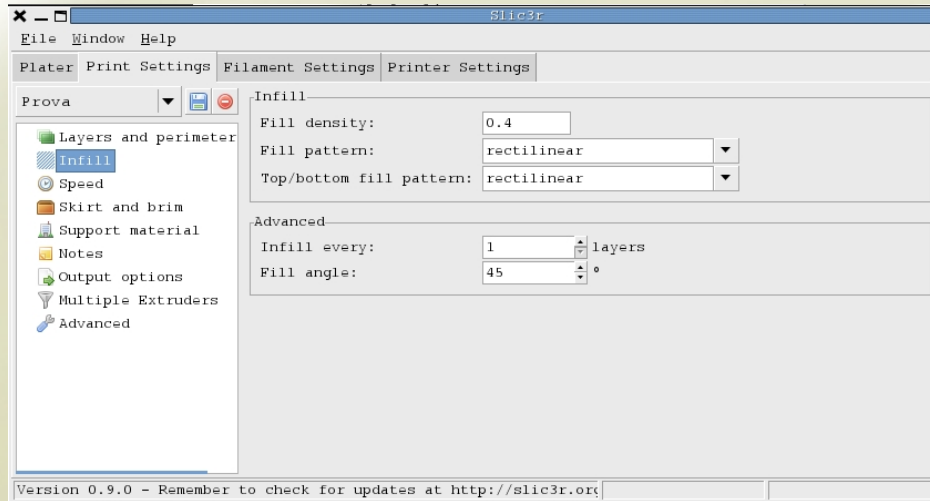 Slic3r
File Window Help
Plater Print Settings Filament Settings Printer Settings
Prova
Layers and perimeter
Infill
Speed
Skirt and brim
Support material
Notes
Output options
Multiple Extruders
Advanced
Infill
Fill density: 0.4
Fill pattern: rectilinear
Top/bottom fill pattern: rectilinear
Advanced
Infill every: 1 layers
Fill angle: 45 °
Version 0.9.0 - Remember to check for updates at http://slic3r.org